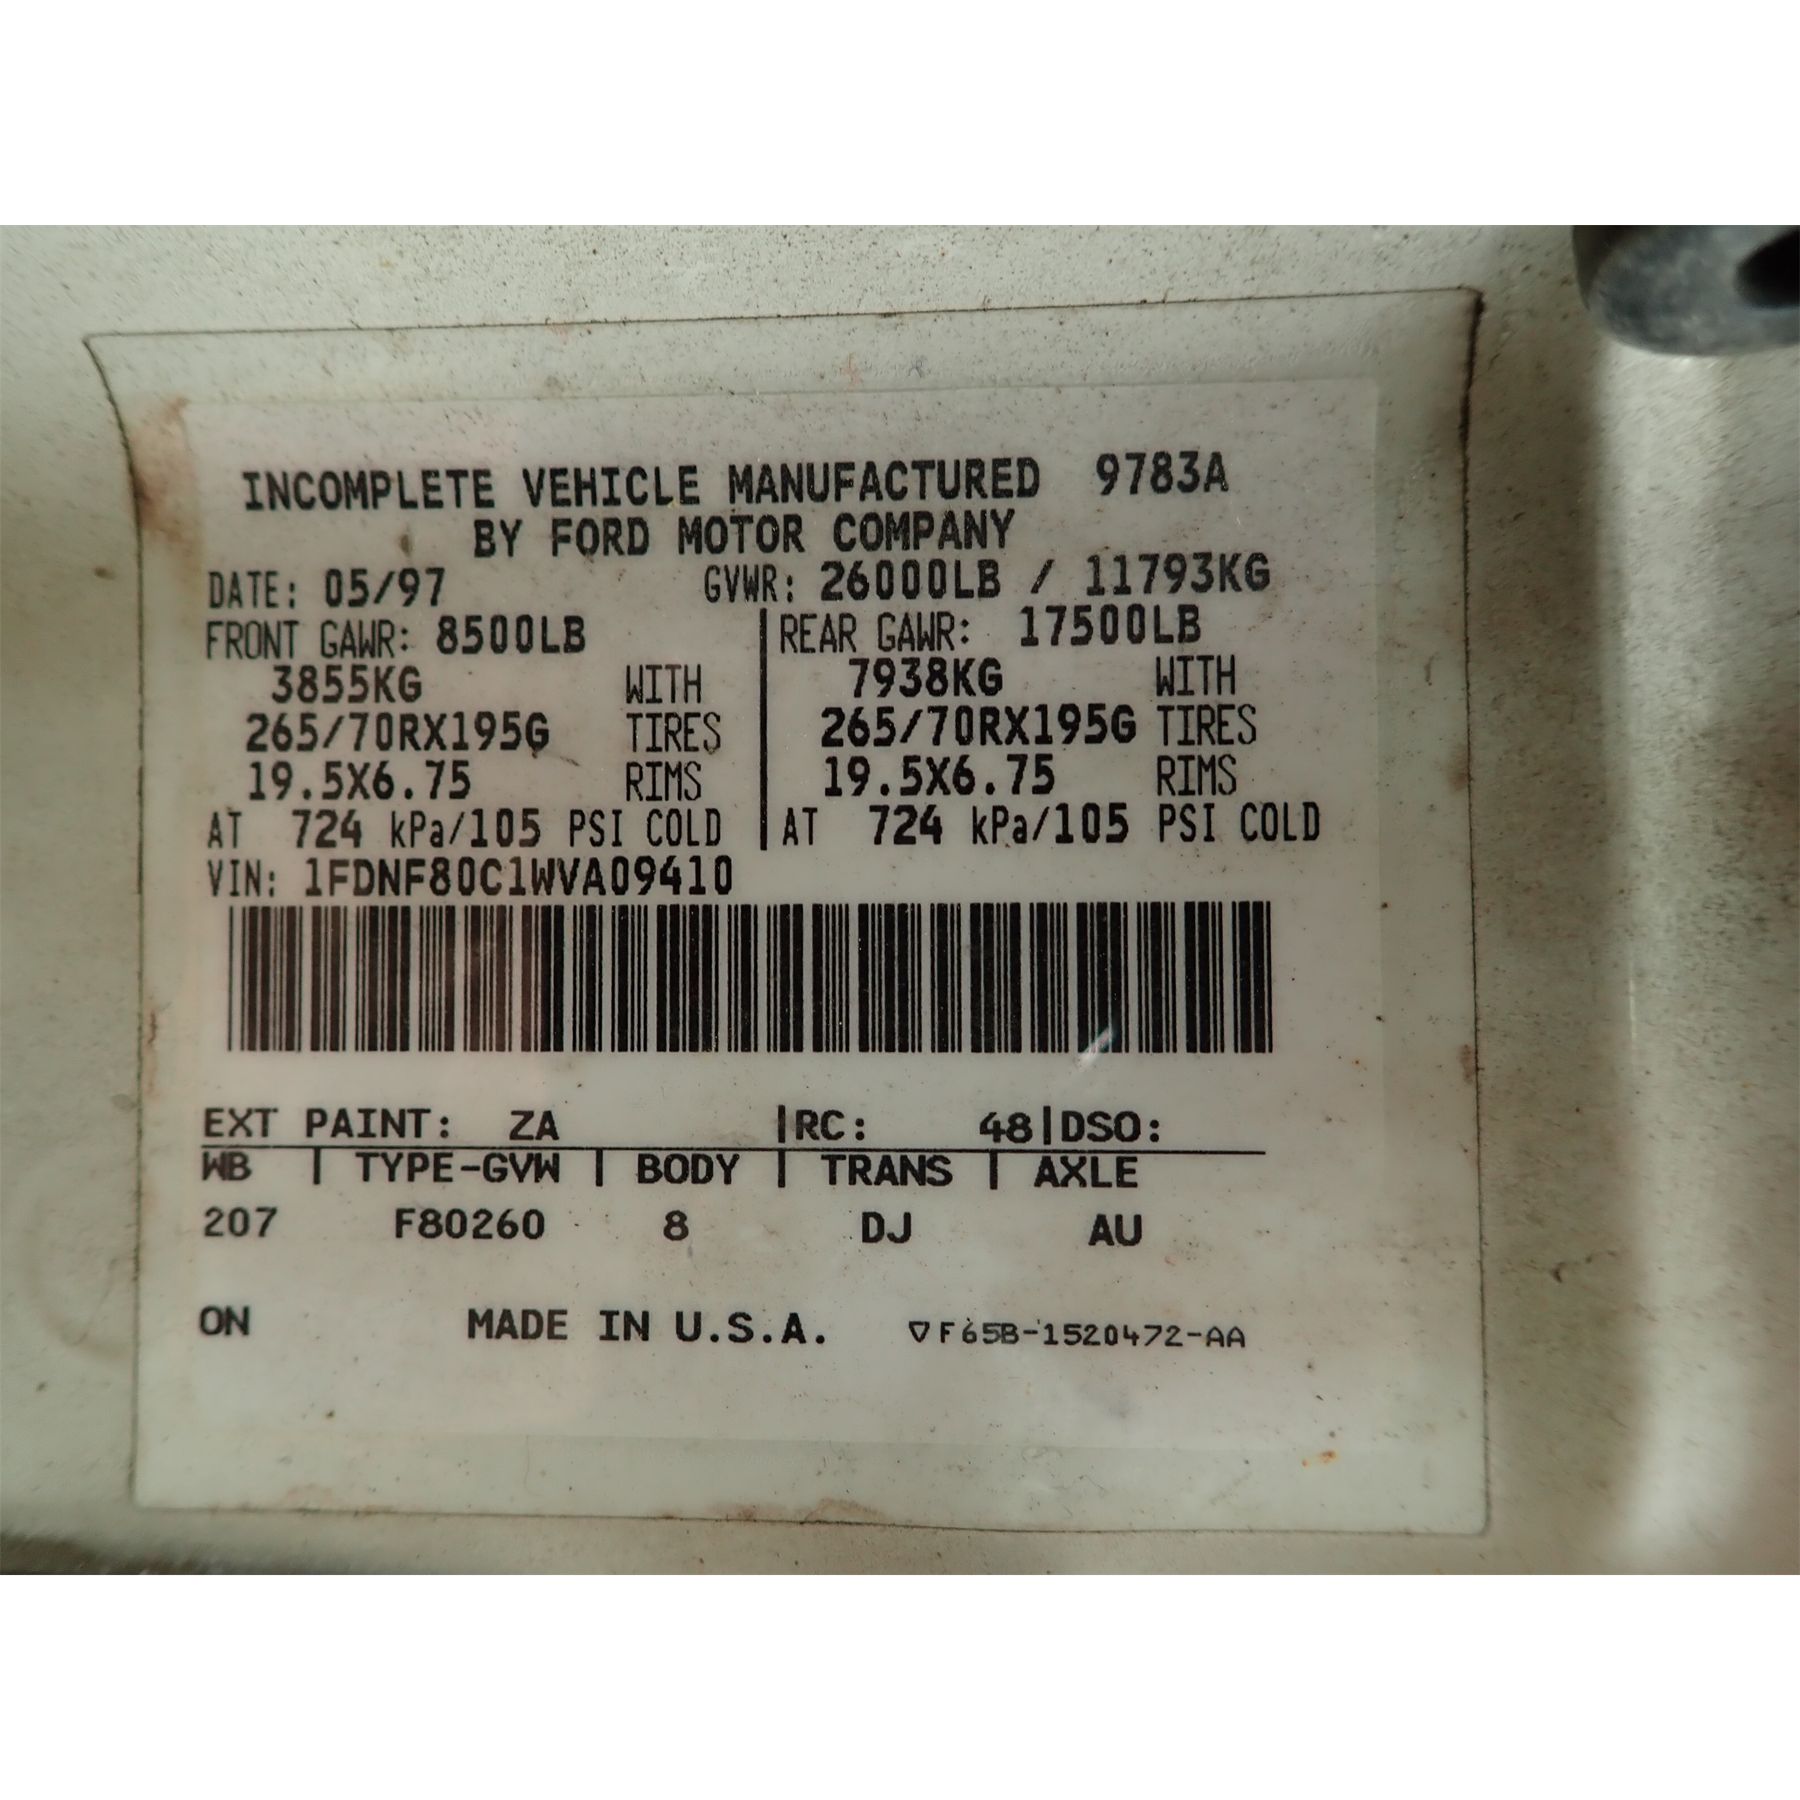 INCOMPLETE VEHICLE MANUFACTURED 9783A
BY FORD MOTOR COMPANY
DATE: 05/97 GVWR: 26000LB / 11793KG
FRONT GAWR: 8500LB | REAR GAWR: 17500LB
3855KG WITH | 7938KG WITH
265/70RX195G TIRES | 265/70RX195G TIRES
19.5X6.75 RIMS | 19.5X6.75 RIMS
AT 724 kPa/105 PSI COLD | AT 724 kPa/105 PSI COLD
VIN: 1FDNF80C1WVA09410
EXT PAINT: ZA |RC: 48|DSO:
WB | TYPE-GVW | BODY | TRANS | AXLE
207 F80260 8 DJ AU
ON MADE IN U.S.A. ▽F65B-1520472-AA